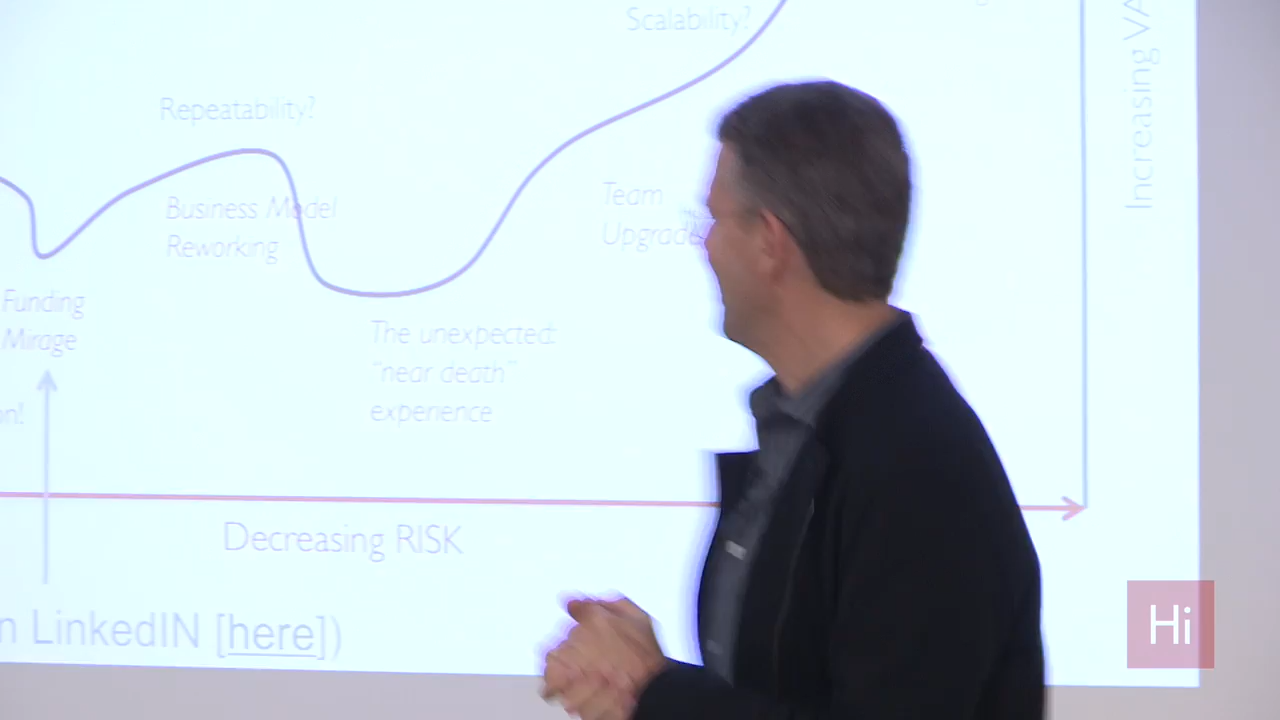 Scalability?
Increasing VA
Repeatability?
Business Model
Reworking
Team
Upgrade
Funding
Mirage
The unexpected:
"near death"
experience
on!
Decreasing RISK
n LinkedIN [here])
Hi